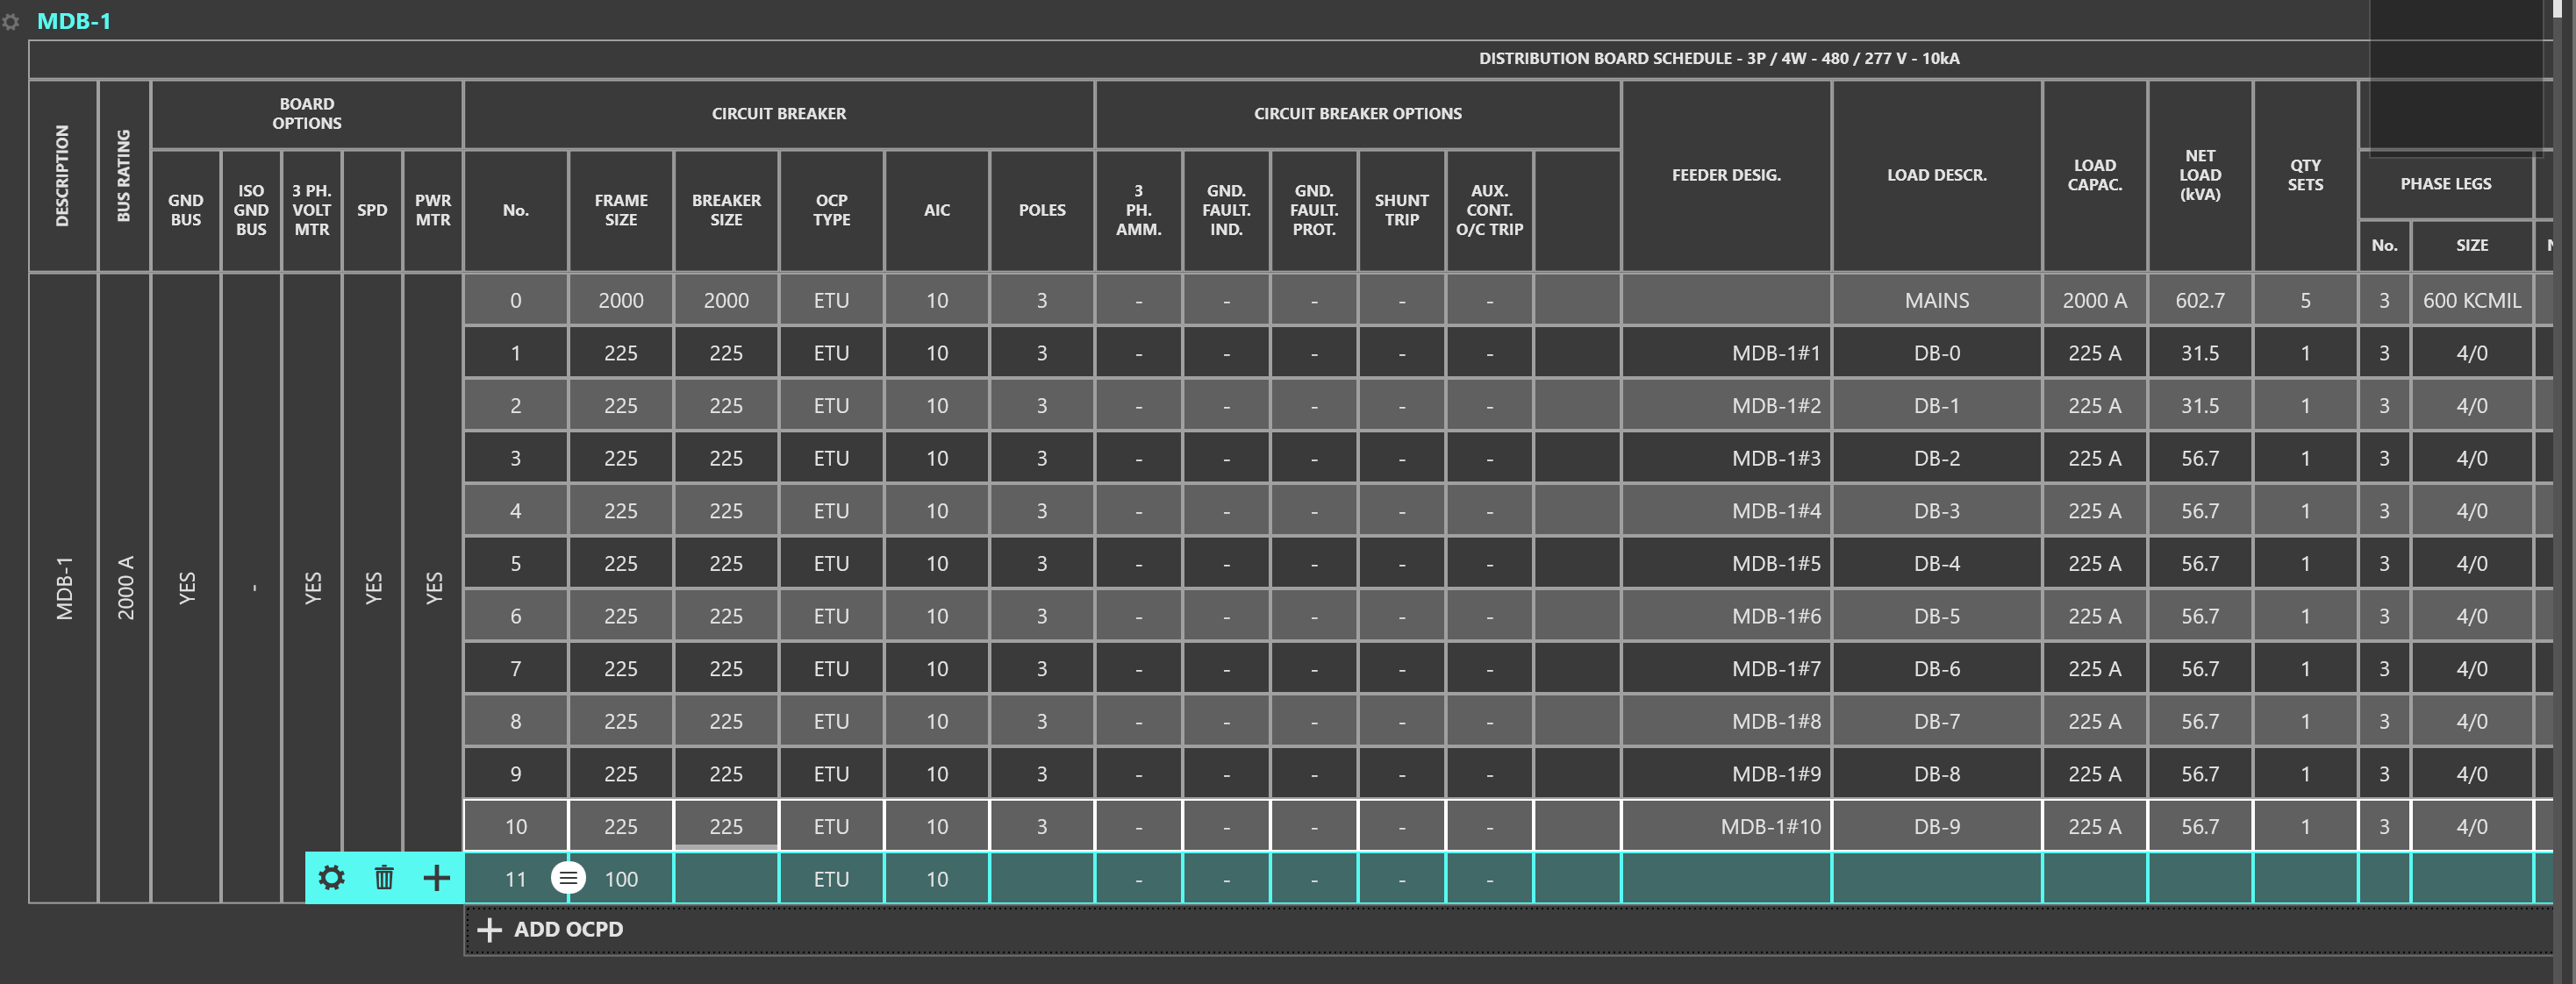 MDB-1
DISTRIBUTION BOARD SCHEDULE - 3P / 4W - 480 / 277 V - 10kA
DESCRIPTION
BUS RATING
BOARD
OPTIONS
CIRCUIT BREAKER
CIRCUIT BREAKER OPTIONS
FEEDER DESIG.
LOAD DESCR.
LOAD
CAPAC.
NET
LOAD
(kVA)
QTY
SETS
PHASE LEGS
GND
BUS
ISO
GND
BUS
3 PH.
VOLT
MTR
SPD
PWR
MTR
No.
FRAME
SIZE
BREAKER
SIZE
OCP
TYPE
AIC
POLES
3
PH.
AMM.
GND.
FAULT.
IND.
GND.
FAULT.
PROT.
SHUNT
TRIP
AUX.
CONT.
O/C TRIP
No.
SIZE
MDB-1
2000 A
YES
-
YES
YES
YES
0 2000 2000 ETU 10 3 - - - - - MAINS 2000 A 602.7 5 3 600 KCMIL
1 225 225 ETU 10 3 - - - - - MDB-1#1 DB-0 225 A 31.5 1 3 4/0
2 225 225 ETU 10 3 - - - - - MDB-1#2 DB-1 225 A 31.5 1 3 4/0
3 225 225 ETU 10 3 - - - - - MDB-1#3 DB-2 225 A 56.7 1 3 4/0
4 225 225 ETU 10 3 - - - - - MDB-1#4 DB-3 225 A 56.7 1 3 4/0
5 225 225 ETU 10 3 - - - - - MDB-1#5 DB-4 225 A 56.7 1 3 4/0
6 225 225 ETU 10 3 - - - - - MDB-1#6 DB-5 225 A 56.7 1 3 4/0
7 225 225 ETU 10 3 - - - - - MDB-1#7 DB-6 225 A 56.7 1 3 4/0
8 225 225 ETU 10 3 - - - - - MDB-1#8 DB-7 225 A 56.7 1 3 4/0
9 225 225 ETU 10 3 - - - - - MDB-1#9 DB-8 225 A 56.7 1 3 4/0
10 225 225 ETU 10 3 - - - - - MDB-1#10 DB-9 225 A 56.7 1 3 4/0
11 100 ETU 10 - - - - -
ADD OCPD